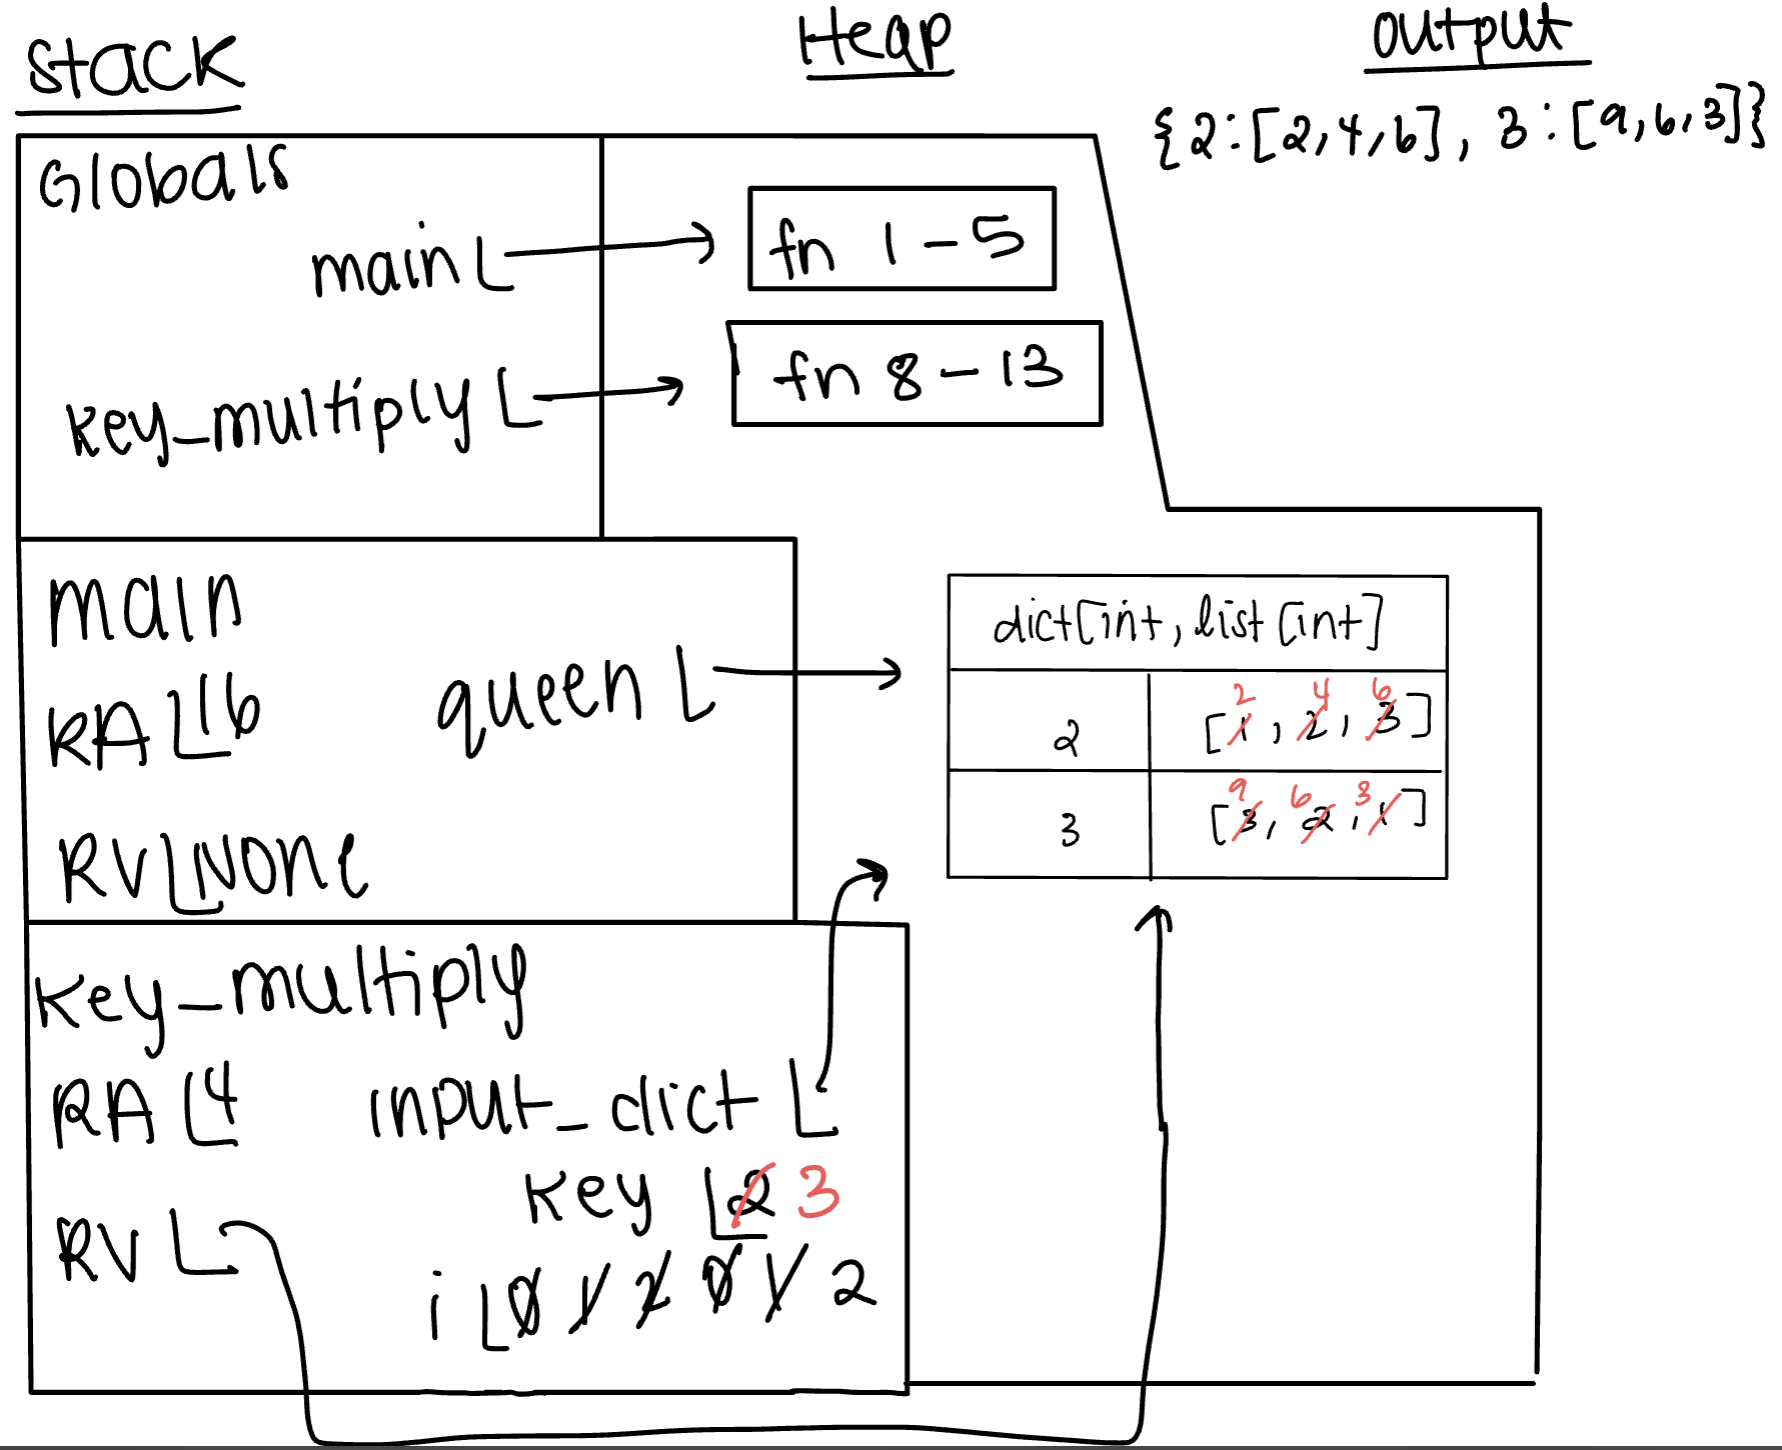 Stack
Heap
output
{2:[2,4,6], 3:[9,6,3]}
Globals
main
fn 1-5
key_multiply
fn 8-13
main
RA 16
queen
RV None
dict[int, list[int]
2 4 6
2 [1, 2, 3]
9 6 3
3 [3, 2, 1]
key_multiply
RA 4 input_dict
key 2 3
RV
i 0 1 2 0 1 2